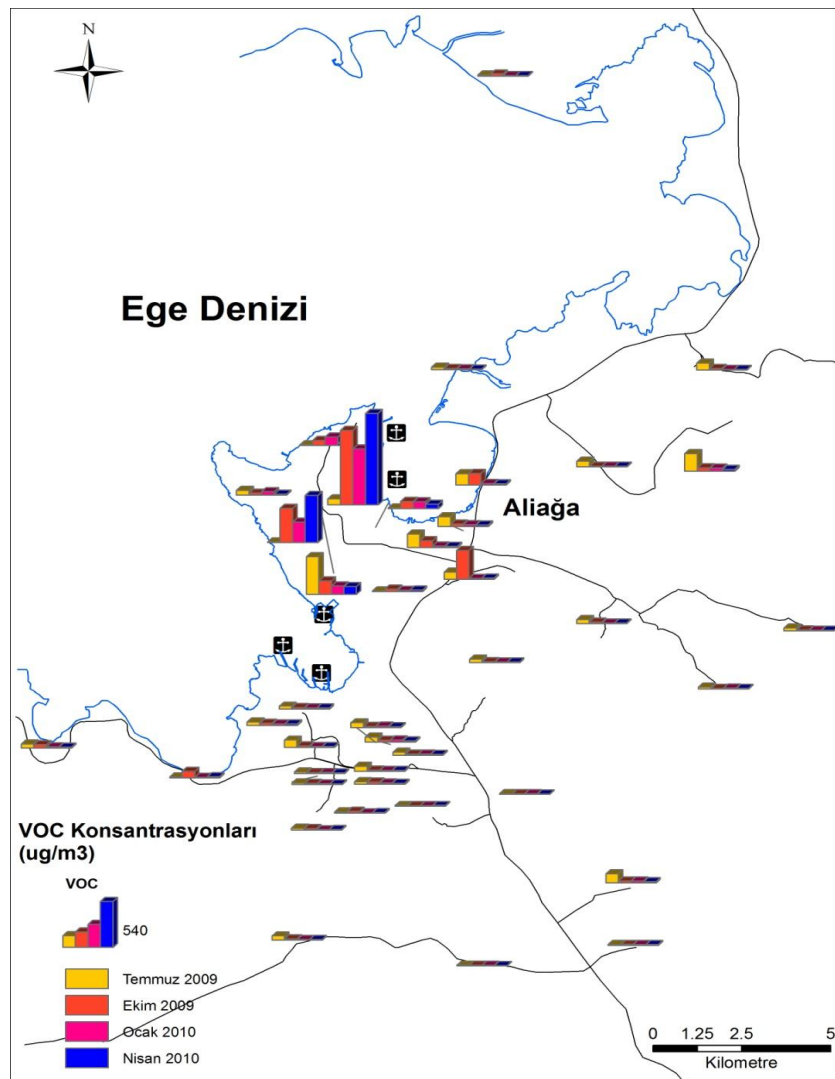 N
Ege Denizi
Aliağa
VOC Konsantrasyonları
(ug/m3)
VOC
540
Temmuz 2009
Ekim 2009
Ocak 2010
Nisan 2010
0 1.25 2.5 5
Kilometre